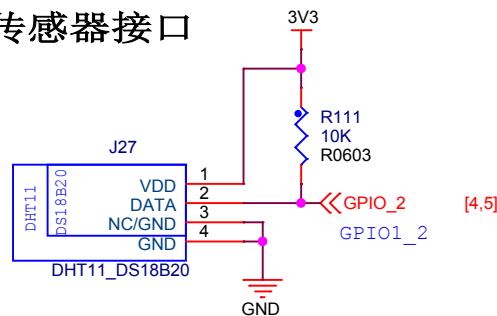 传感器接口
3V3
R111
10K
R0603
J27
DHT11
DS18B20
VDD 1
DATA 2
NC/GND 3
GND 4
DHT11_DS18B20
GPIO_2 [4,5]
GPIO1_2
GND